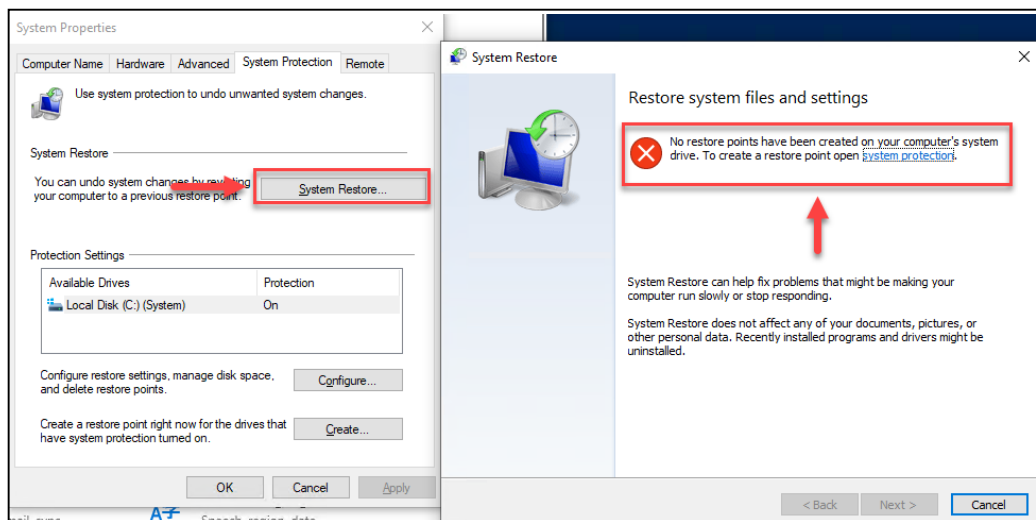 System Properties
Computer Name Hardware Advanced System Protection Remote
Use system protection to undo unwanted system changes.
System Restore
You can undo system changes by reverting
your computer to a previous restore point.
System Restore...
Protection Settings
Available Drives Protection
Local Disk (C:) (System) On
Configure restore settings, manage disk space,
and delete restore points.
Configure...
Create a restore point right now for the drives that
have system protection turned on.
Create...
OK Cancel Apply
System Restore
Restore system files and settings
No restore points have been created on your computer's system
drive. To create a restore point open system protection.
System Restore can help fix problems that might be making your
computer run slowly or stop responding.
System Restore does not affect any of your documents, pictures, or
other personal data. Recently installed programs and drivers might be
uninstalled.
< Back Next > Cancel